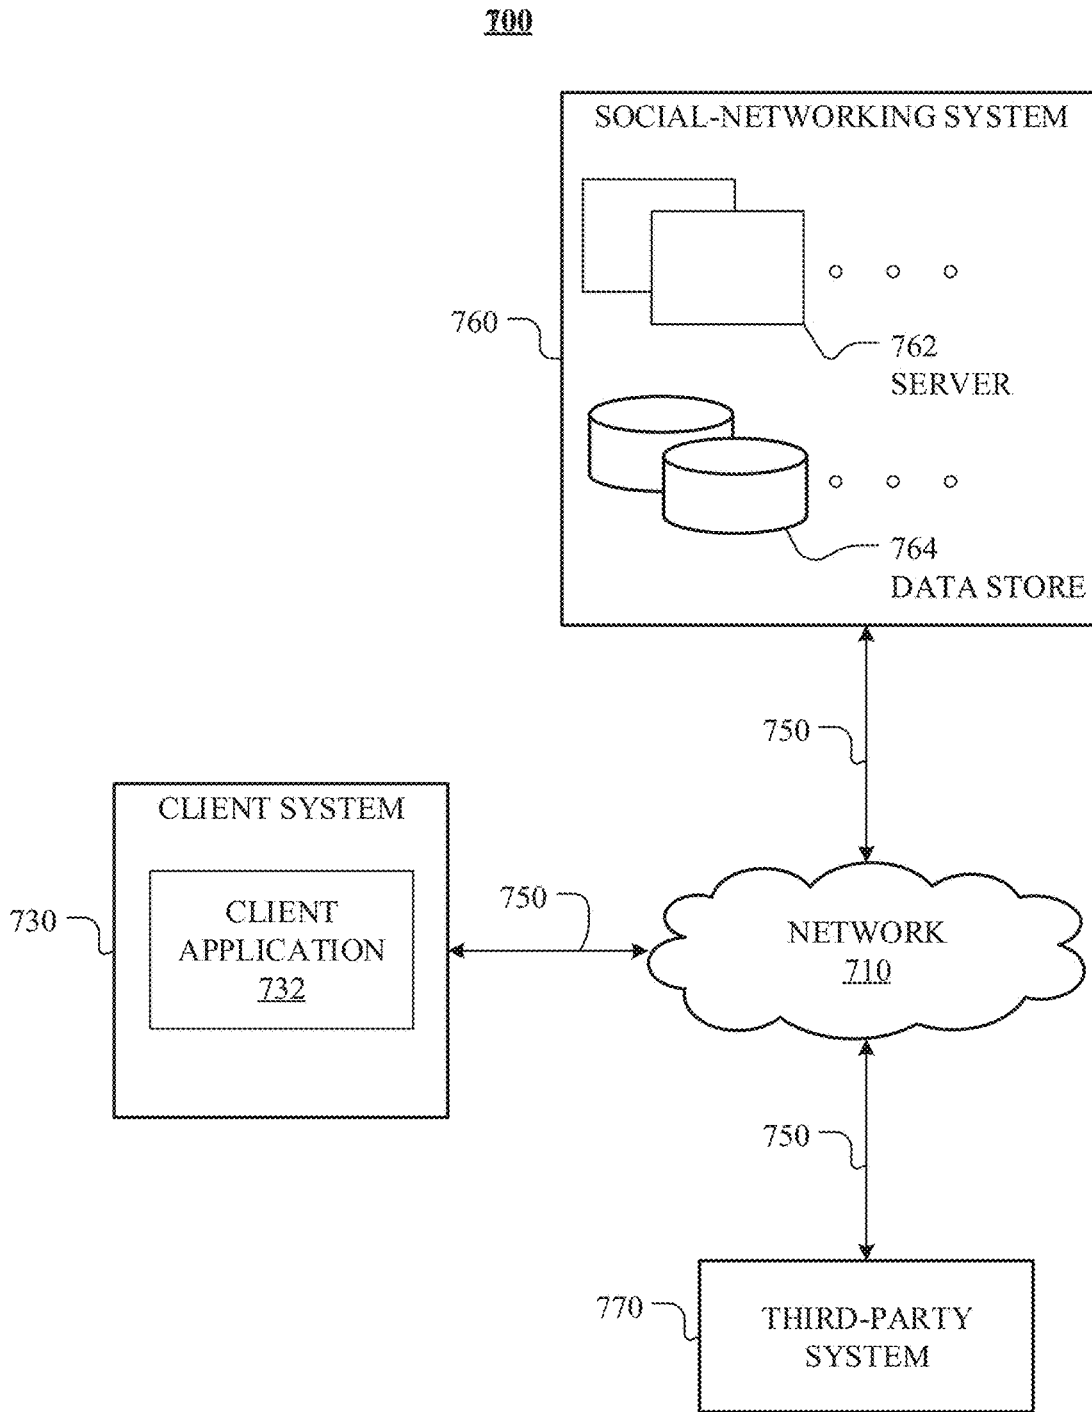 700
SOCIAL-NETWORKING SYSTEM
760
762
SERVER
764
DATA STORE
750
CLIENT SYSTEM
730
CLIENT
APPLICATION
732
750
NETWORK
710
750
770
THIRD-PARTY
SYSTEM